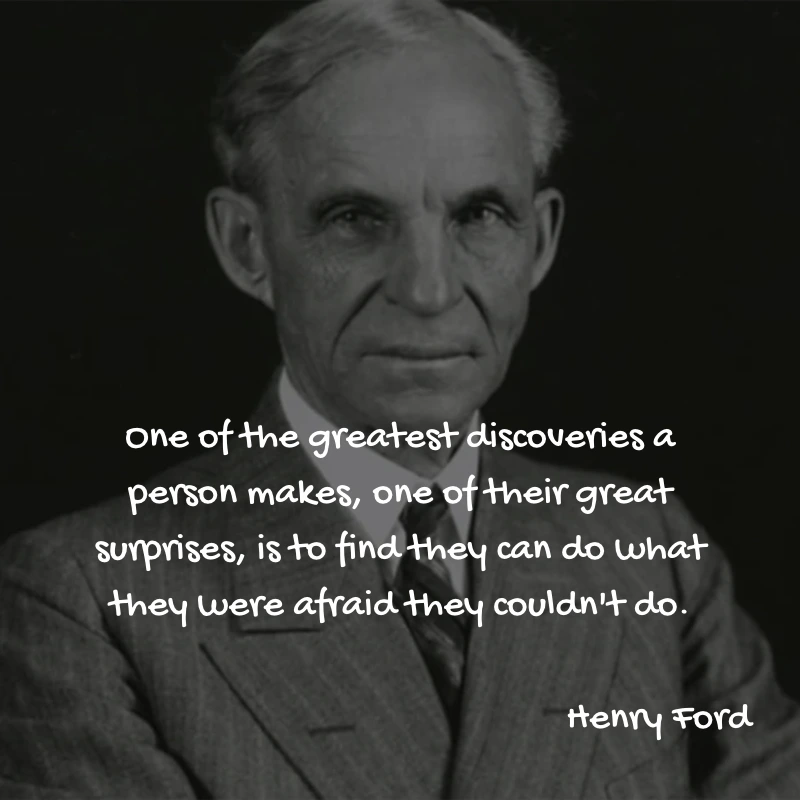 One of the greatest discoveries a
person makes, one of their great
surprises, is to find they can do what
they were afraid they couldn't do.
Henry Ford